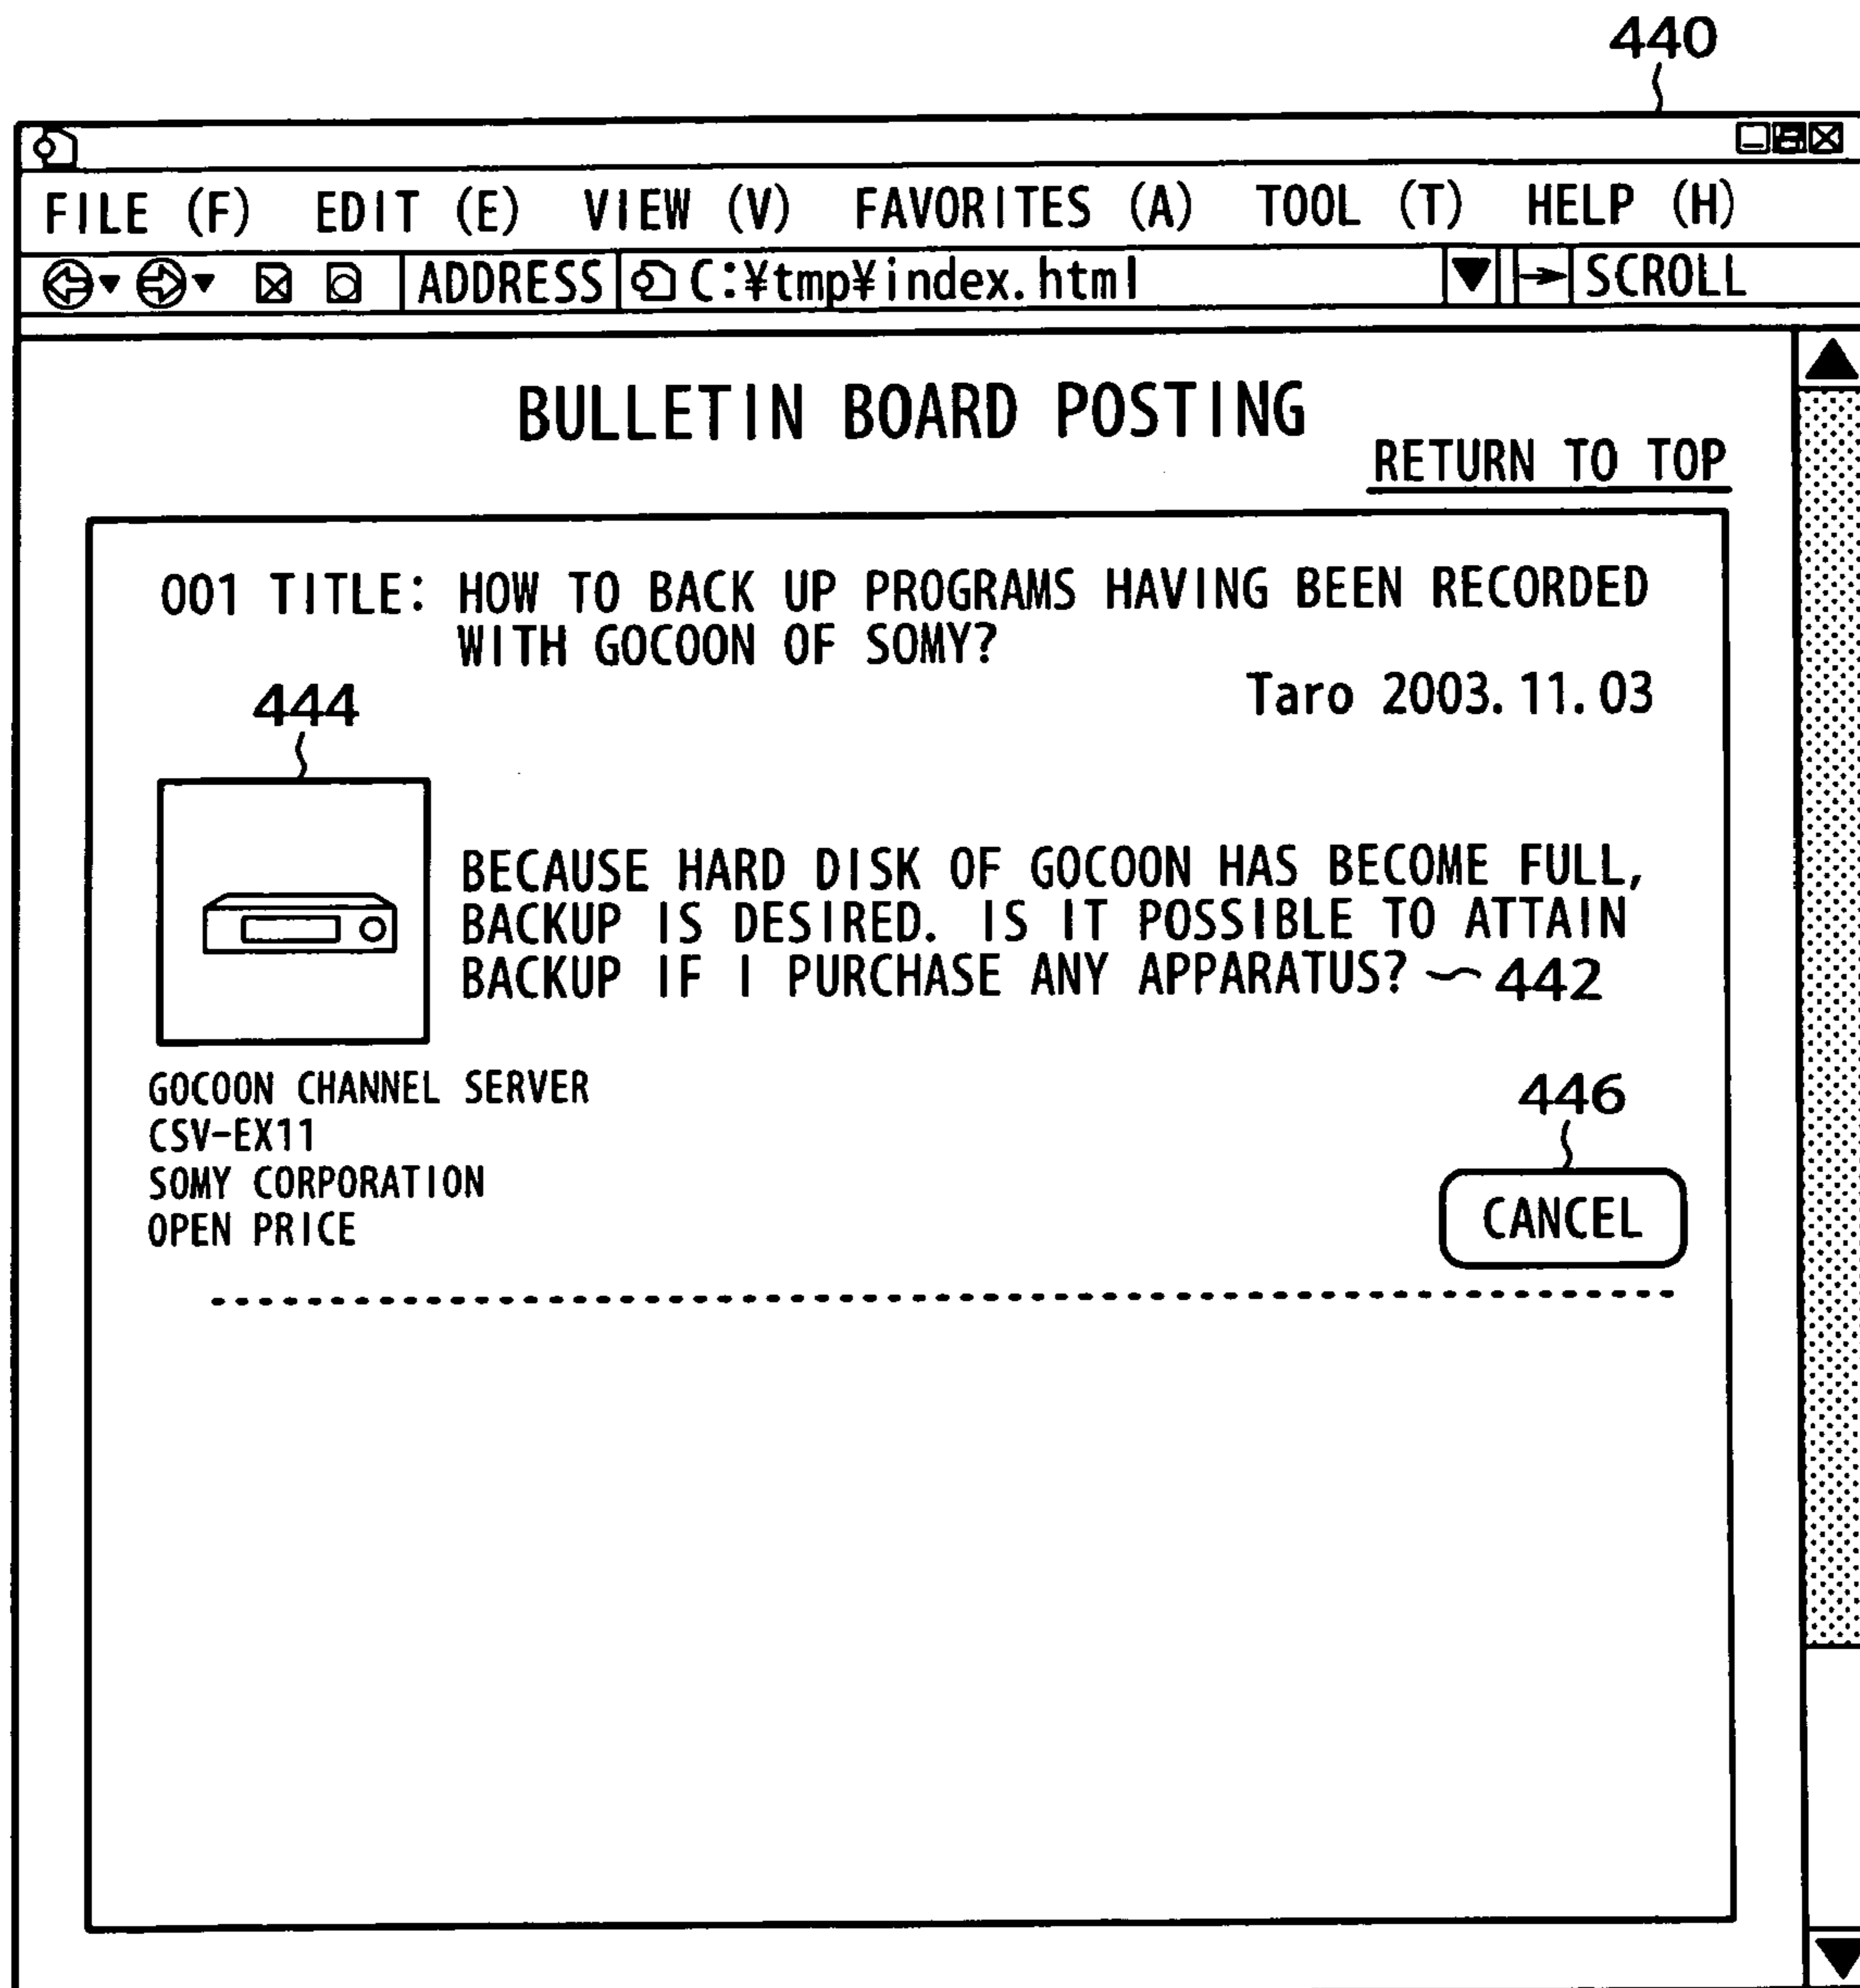 440
FILE (F) EDIT (E) VIEW (V) FAVORITES (A) TOOL (T) HELP (H)
ADDRESS C:¥tmp¥index.html SCROLL
BULLETIN BOARD POSTING
RETURN TO TOP
001 TITLE: HOW TO BACK UP PROGRAMS HAVING BEEN RECORDED
WITH GOCOON OF SOMY?
Taro 2003.11.03
444
BECAUSE HARD DISK OF GOCOON HAS BECOME FULL,
BACKUP IS DESIRED. IS IT POSSIBLE TO ATTAIN
BACKUP IF I PURCHASE ANY APPARATUS? 442
GOCOON CHANNEL SERVER
CSV-EX11
SOMY CORPORATION
OPEN PRICE
446
CANCEL